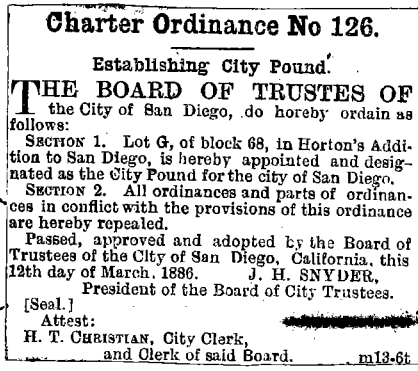 Charter Ordinance No 126.
Establishing City Pound.
THE BOARD OF TRUSTES OF
the City of San Diego, do hereby ordain as
follows:
SECTION 1. Lot G, of block 68, in Horton's Addi-
tion to San Diego, is hereby appointed and desig-
nated as the City Pound for the city of San Diego.
SECTION 2. All ordinances and parts of ordinan-
ces in conflict with the provisions of this ordinance
are hereby repealed.
Passed, approved and adopted by the Board of
Trustees of the City of San Diego, California, this
12th day of March, 1886. J. H. SNYDER,
President of the Board of City Trustees.
[Seal.]
Attest:
H. T. CHRISTIAN, City Clerk,
and Clerk of said Board. m13-6t